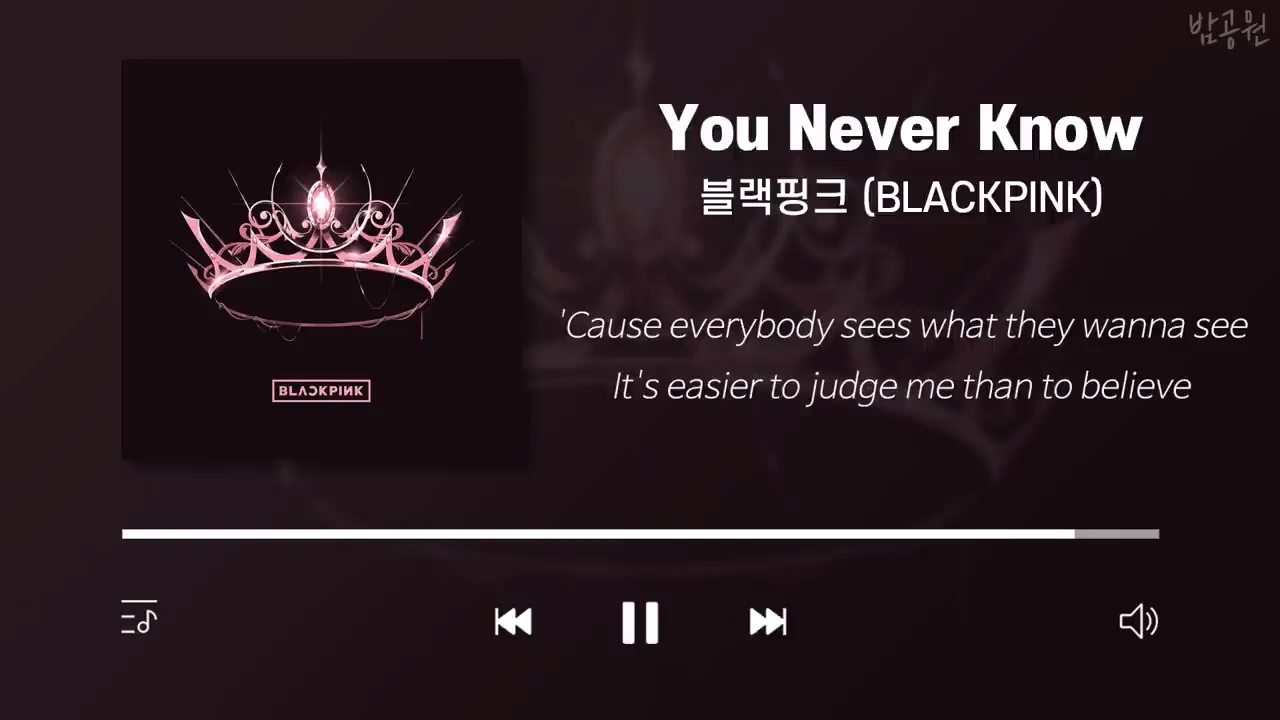 밤공원
You Never Know
블랙핑크 (BLACKPINK)
'Cause everybody sees what they wanna see
It's easier to judge me than to believe
BLACKPINK